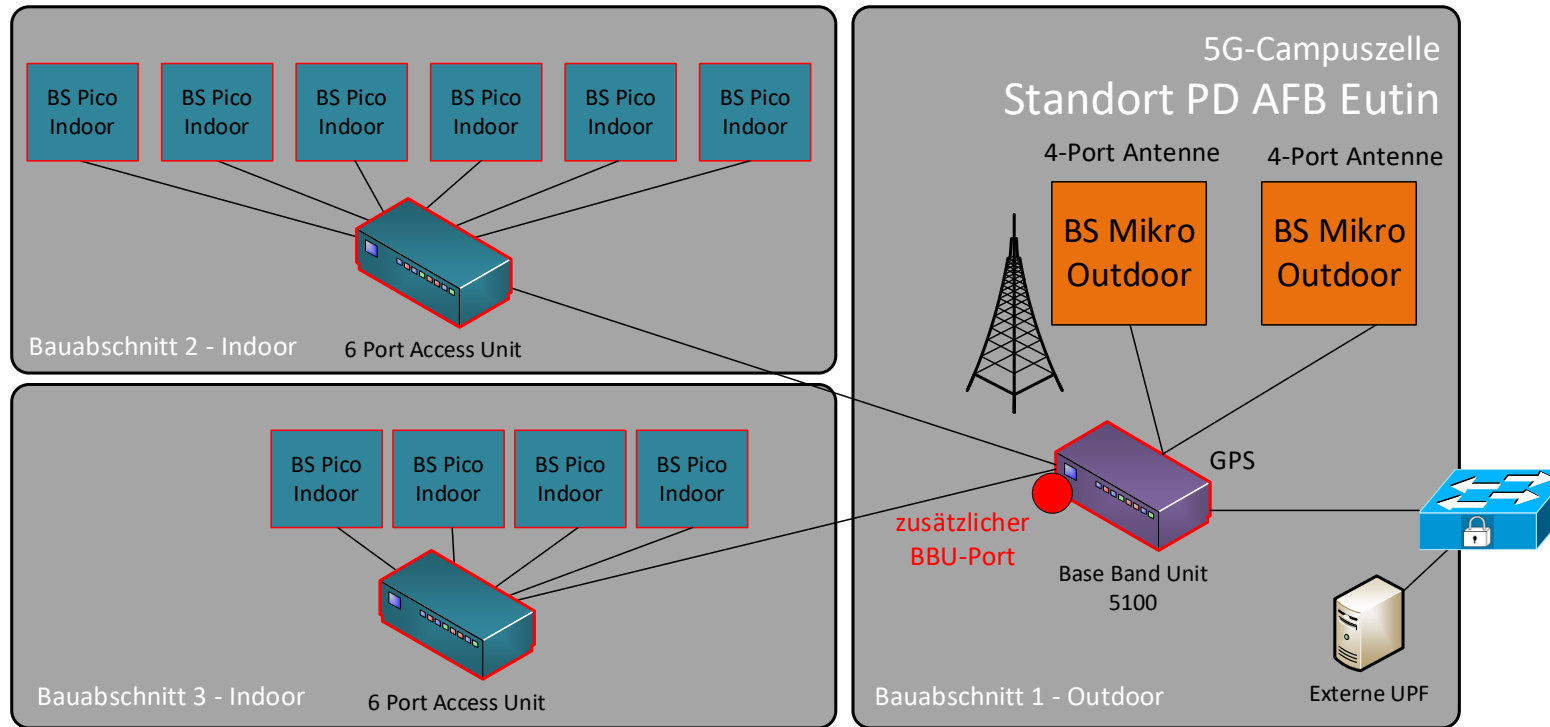 BS Pico
Indoor
BS Pico
Indoor
BS Pico
Indoor
BS Pico
Indoor
BS Pico
Indoor
BS Pico
Indoor
Bauabschnitt 2 - Indoor
6 Port Access Unit
BS Pico
Indoor
BS Pico
Indoor
BS Pico
Indoor
BS Pico
Indoor
Bauabschnitt 3 - Indoor
6 Port Access Unit
5G-Campuszelle
Standort PD AFB Eutin
4-Port Antenne
4-Port Antenne
BS Mikro
Outdoor
BS Mikro
Outdoor
GPS
zusätzlicher
BBU-Port
Base Band Unit
5100
Bauabschnitt 1 - Outdoor
Externe UPF